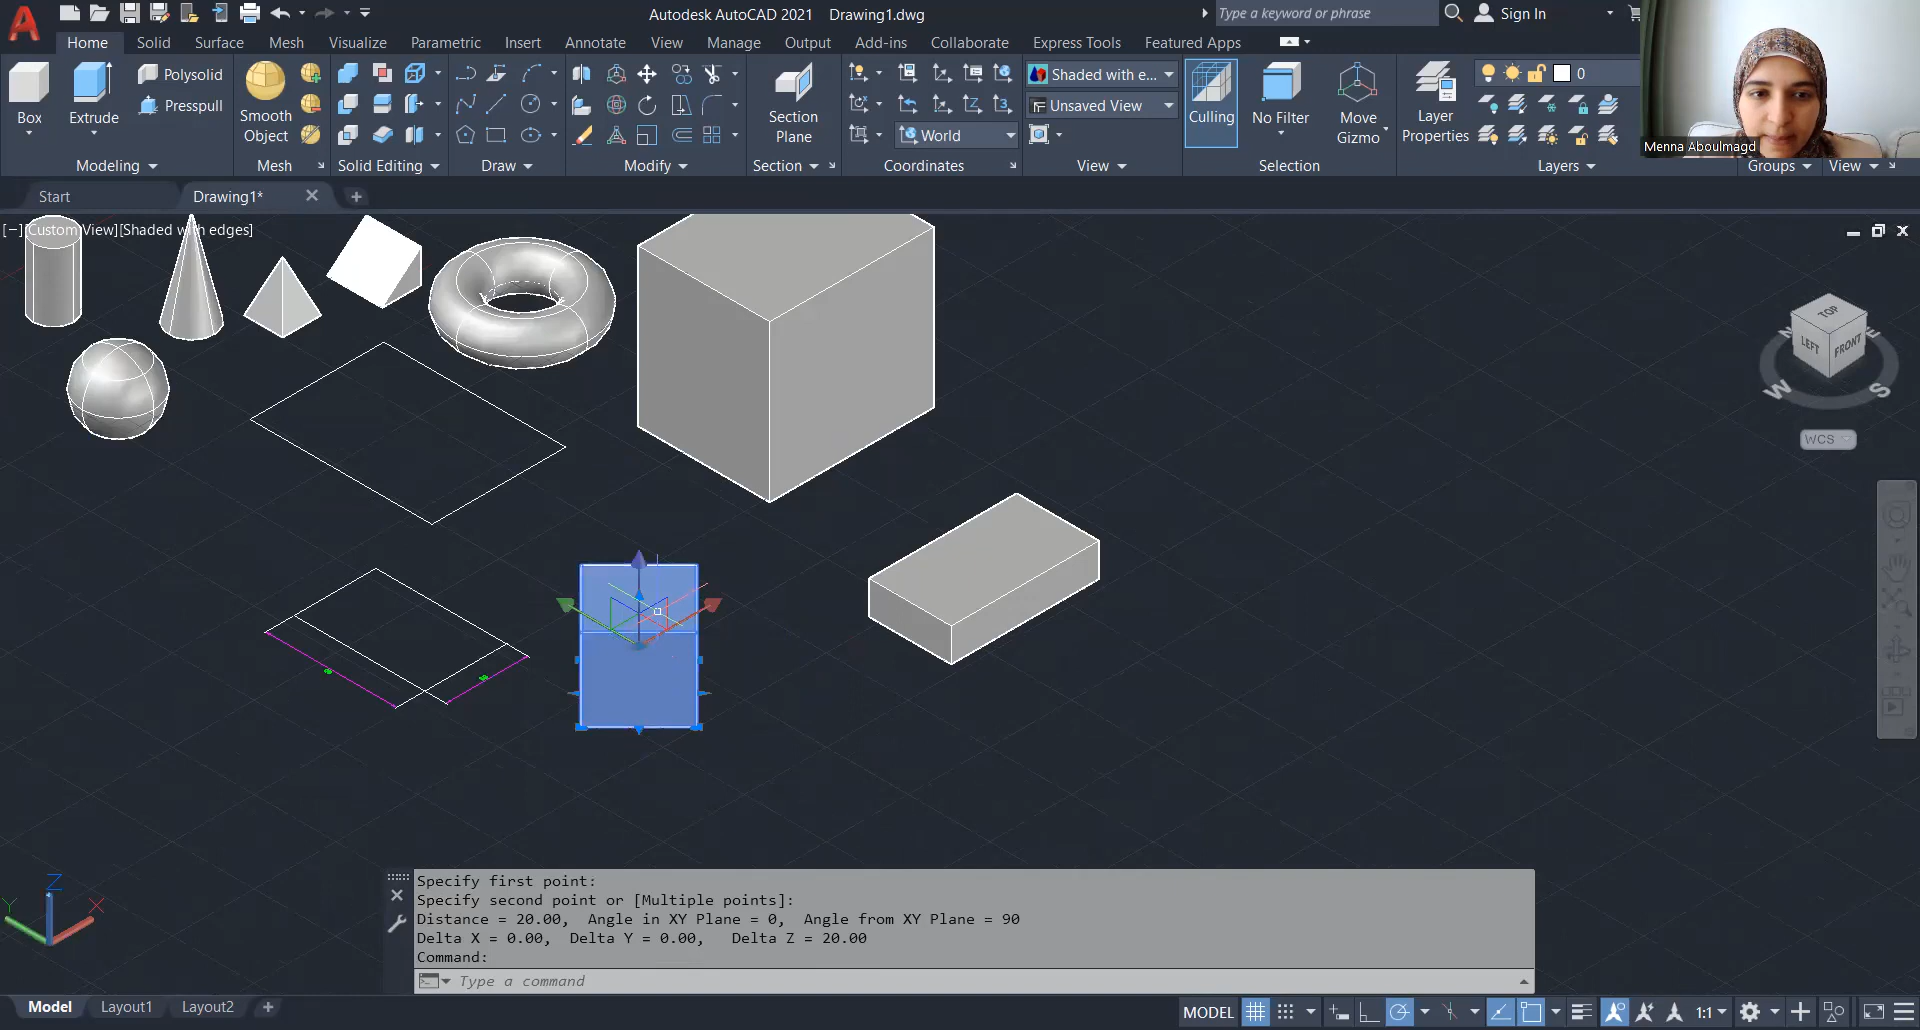 Autodesk AutoCAD 2021 Drawing1.dwg
Type a keyword or phrase
Sign In
Home Solid Surface Mesh Visualize Parametric Insert Annotate View Manage Output Add-ins Collaborate Express Tools Featured Apps
Box
Extrude
Polysolid
Presspull
Smooth
Object
Section
Plane
World
Shaded with e...
Unsaved View
Culling
No Filter
Move
Gizmo
Layer
Properties
0
Menna Aboulmagd
Modeling
Mesh
Solid Editing
Draw
Modify
Section
Coordinates
View
Selection
Layers
Groups
View
Start
Drawing1*
[−][Custom View][Shaded with edges]
TOP
LEFT
FRONT
N
E
W
S
WCS
Z
Y
X
Specify first point:
Specify second point or [Multiple points]:
Distance = 20.00, Angle in XY Plane = 0, Angle from XY Plane = 90
Delta X = 0.00, Delta Y = 0.00, Delta Z = 20.00
Command:
Type a command
Model Layout1 Layout2
MODEL
1:1